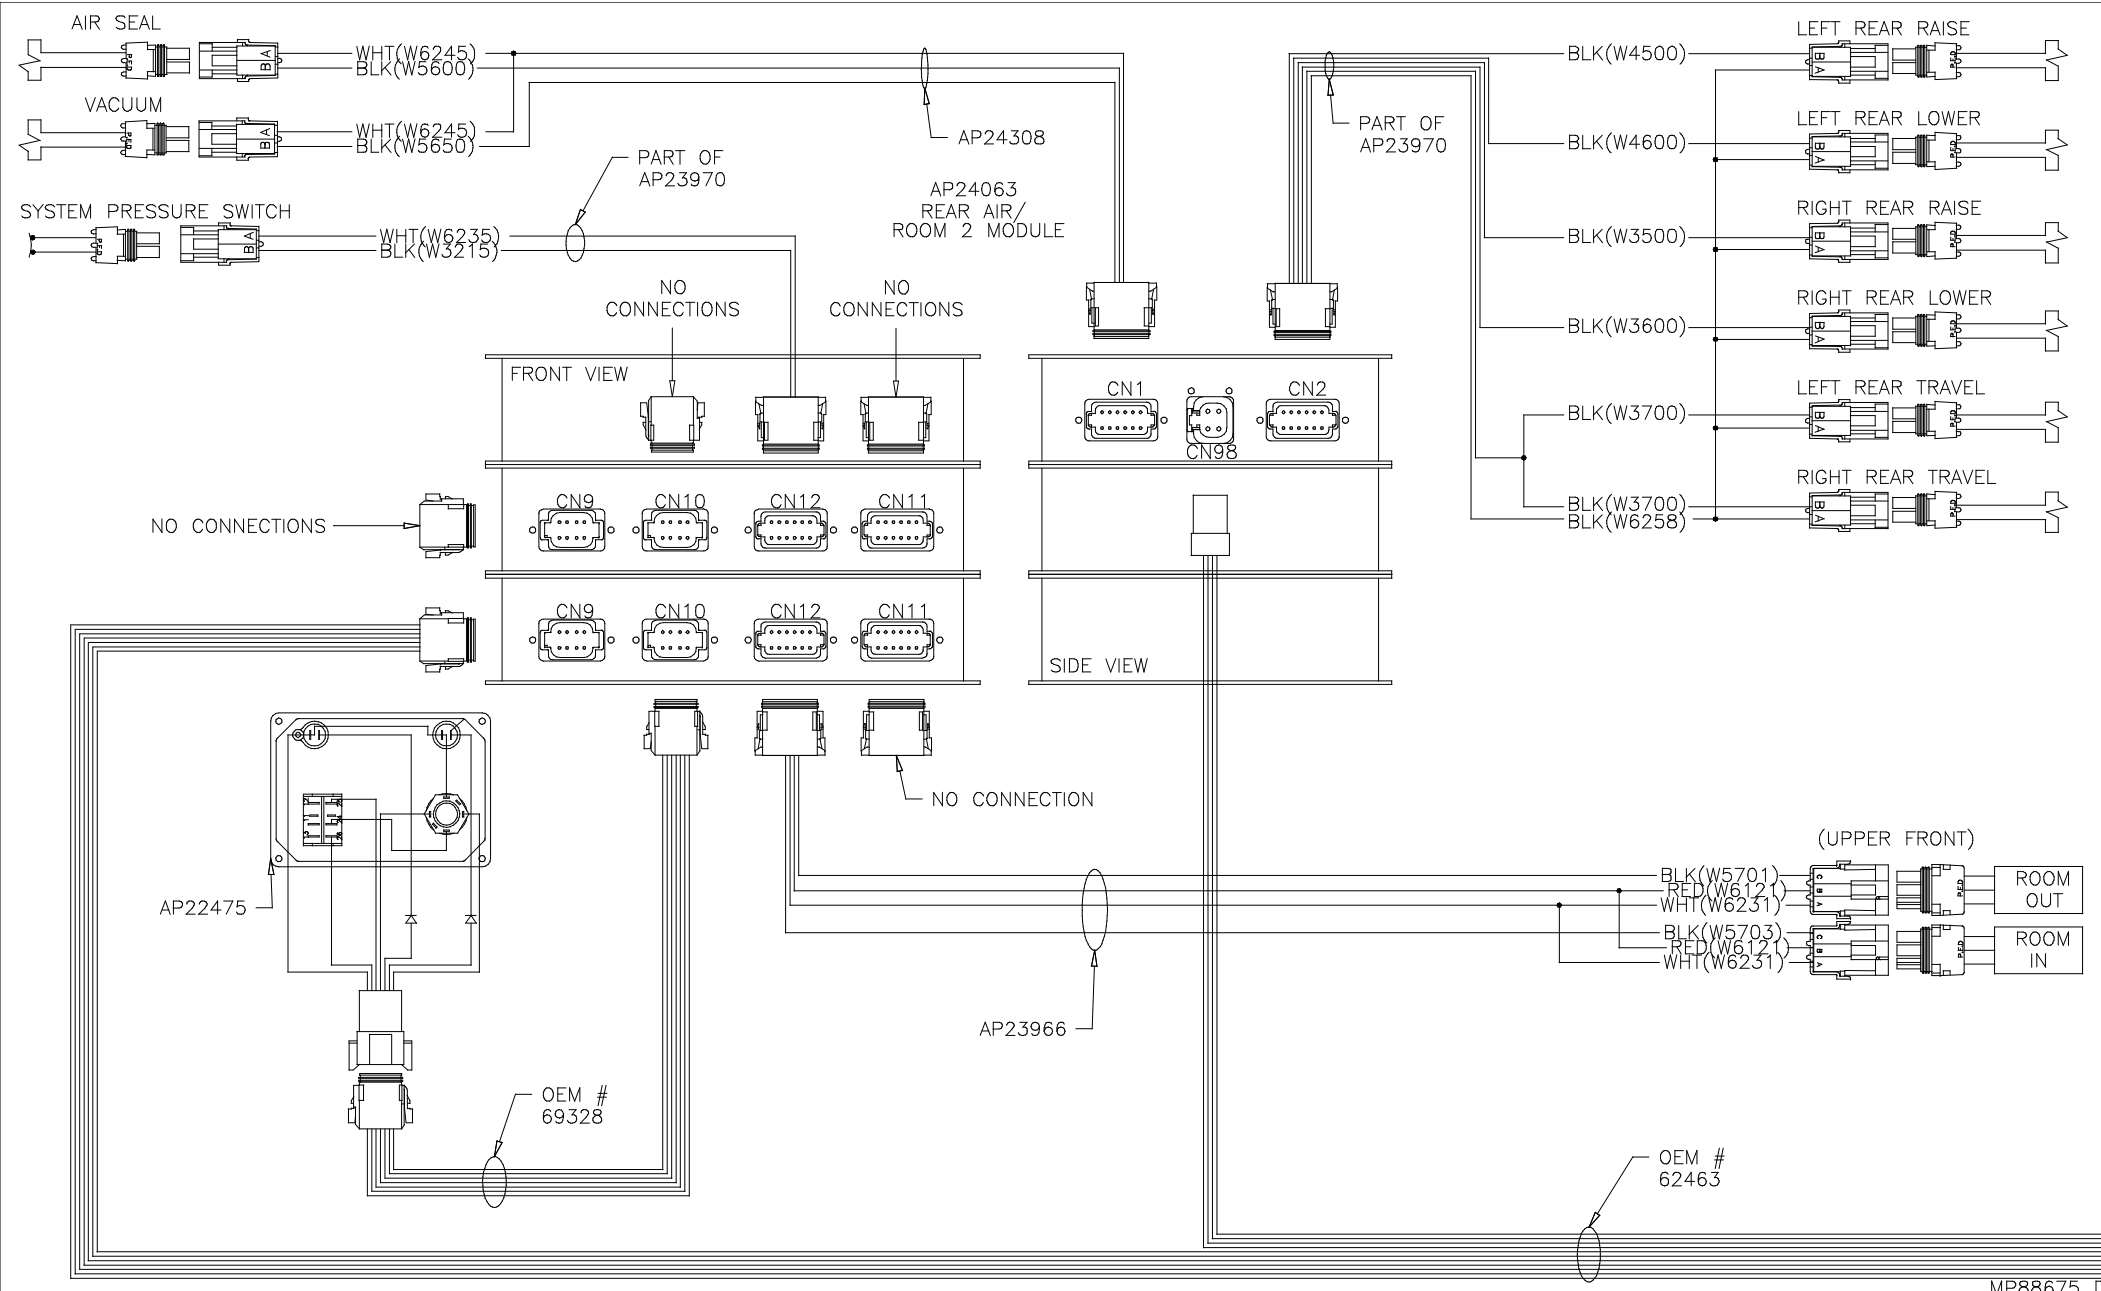 AIR SEAL
WHT(W6245)
BLK(W5600)
VACUUM
WHT(W6245)
BLK(W5650)
AP24308
PART OF
AP23970
SYSTEM PRESSURE SWITCH
WHT(W6235)
BLK(W3215)
AP24063
REAR AIR/
ROOM 2 MODULE
PART OF
AP23970
LEFT REAR RAISE
BLK(W4500)
LEFT REAR LOWER
BLK(W4600)
RIGHT REAR RAISE
BLK(W3500)
RIGHT REAR LOWER
BLK(W3600)
LEFT REAR TRAVEL
BLK(W3700)
RIGHT REAR TRAVEL
BLK(W3700)
BLK(W6258)
NO
CONNECTIONS
NO
CONNECTIONS
FRONT VIEW
CN1
CN2
CN98
NO CONNECTIONS
CN9
CN10
CN12
CN11
CN9
CN10
CN12
CN11
SIDE VIEW
NO CONNECTION
AP22475
(UPPER FRONT)
BLK(W5701)
RED(W6121)
WHT(W6231)
ROOM
OUT
BLK(W5703)
RED(W6121)
WHT(W6231)
ROOM
IN
AP23966
OEM #
69328
OEM #
62463
MP88675